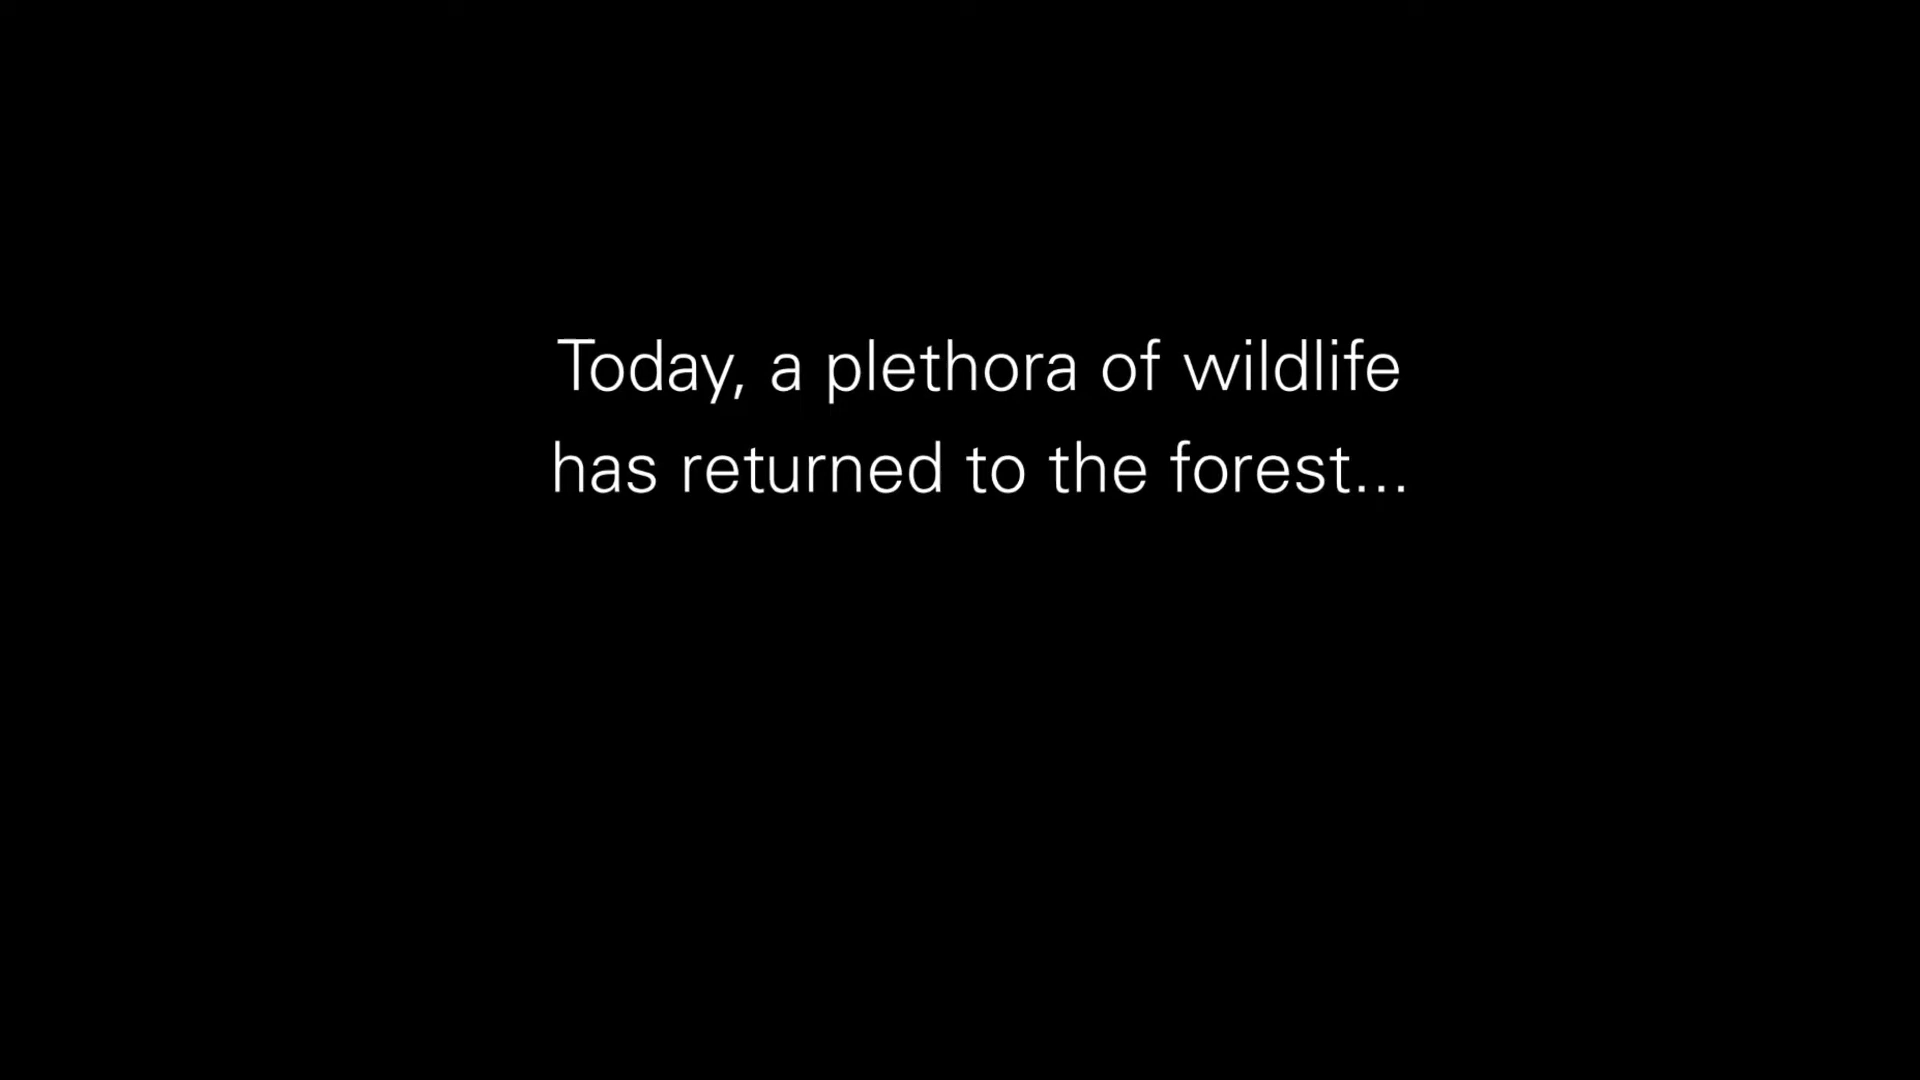 Today, a plethora of wildlife
has returned to the forest...